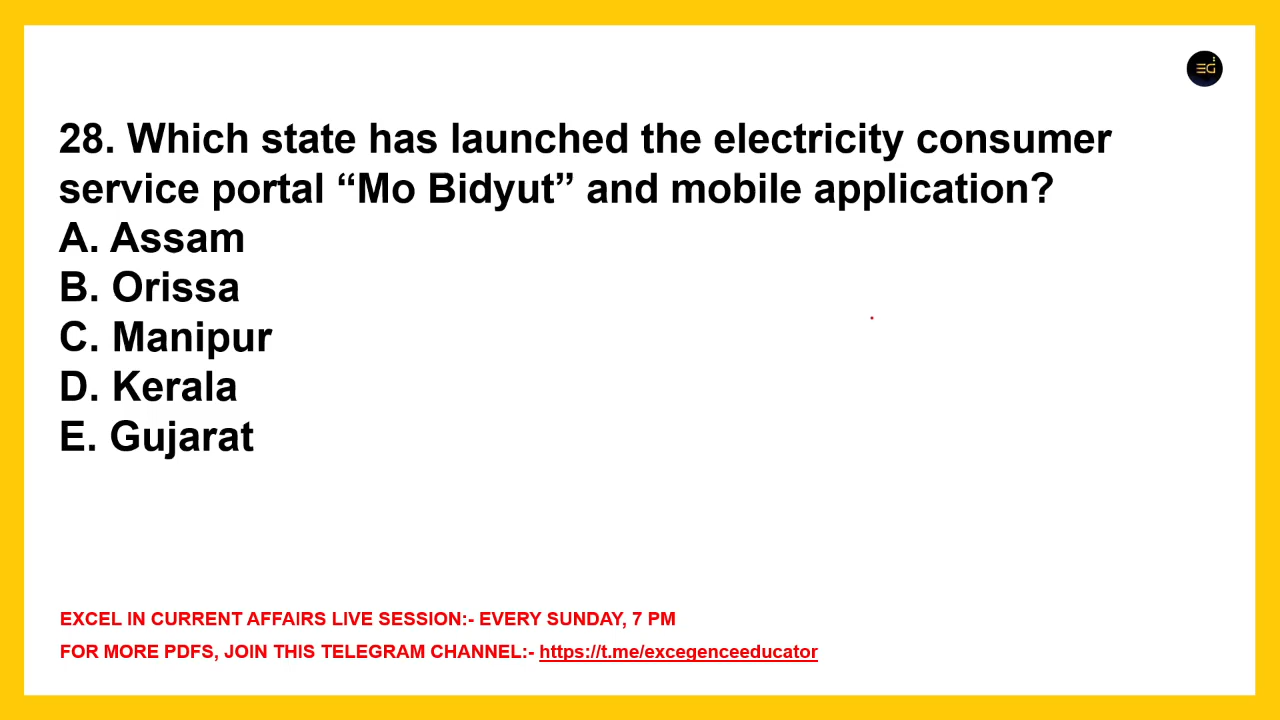 28. Which state has launched the electricity consumer
service portal “Mo Bidyut” and mobile application?
A. Assam
B. Orissa
C. Manipur
D. Kerala
E. Gujarat
EXCEL IN CURRENT AFFAIRS LIVE SESSION:- EVERY SUNDAY, 7 PM
FOR MORE PDFS, JOIN THIS TELEGRAM CHANNEL:- https://t.me/excegenceeducator